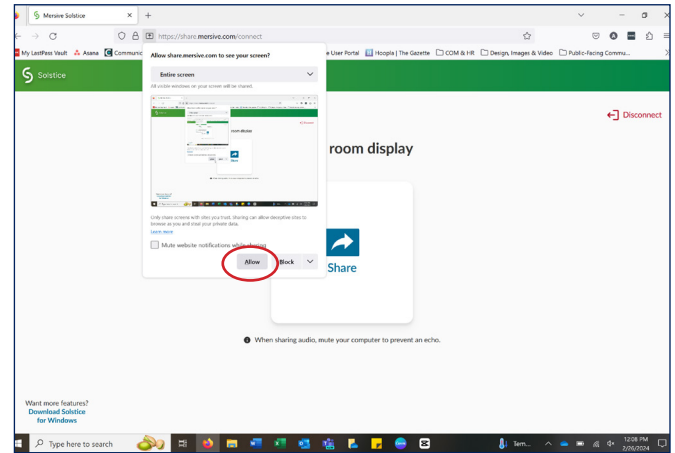 Mersive Solstice
https://share.mersive.com/connect
My LastPass Vault Asana Communic
e User Portal Hoopla | The Gazette COM & HR Design, Images & Video Public-Facing Commu...
Solstice
Allow share.mersive.com to see your screen?
Entire screen
All visible windows on your screen will be shared.
Disconnect
room display
Only share screens with sites you trust. Sharing can allow deceptive sites to
browse as you and steal your private data.
Learn more
Mute website notifications while sharing
Allow Block
Share
When sharing audio, mute your computer to prevent an echo.
Want more features?
Download Solstice
for Windows
Type here to search
Tem...
12:08 PM
2/26/2024